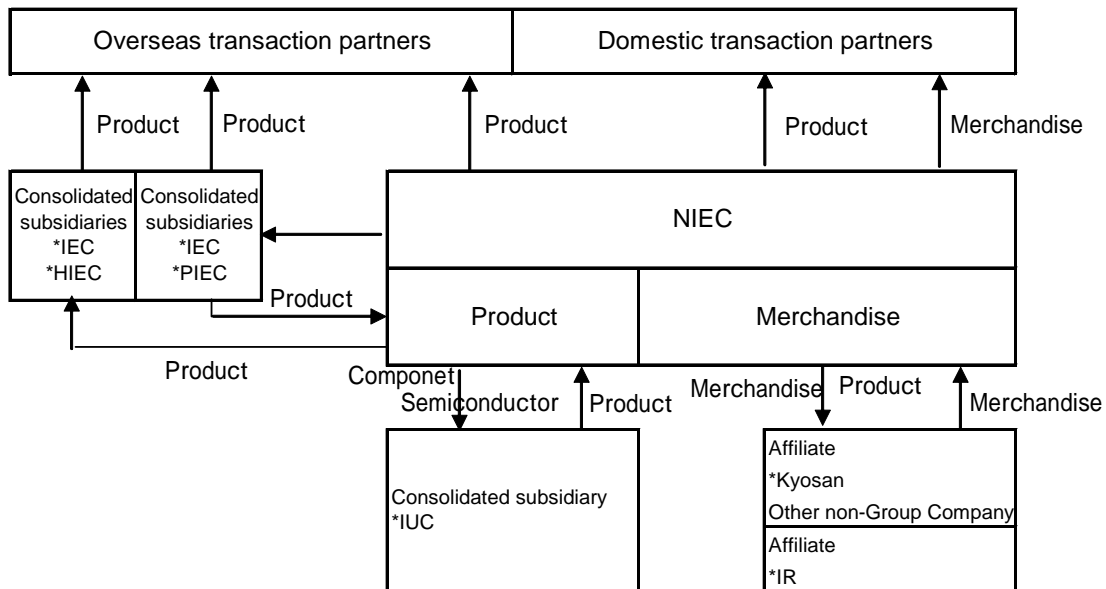 Overseas transaction partners
Domestic transaction partners
Product
Product
Product
Product
Merchandise
Consolidated
subsidiaries
*IEC
*HIEC
Consolidated
subsidiaries
*IEC
*PIEC
NIEC
Product
Product
Merchandise
Product
Componet
Semiconductor
Product
Merchandise
Product
Merchandise
Consolidated subsidiary
*IUC
Affiliate
*Kyosan
Other non-Group Company
Affiliate
*IR